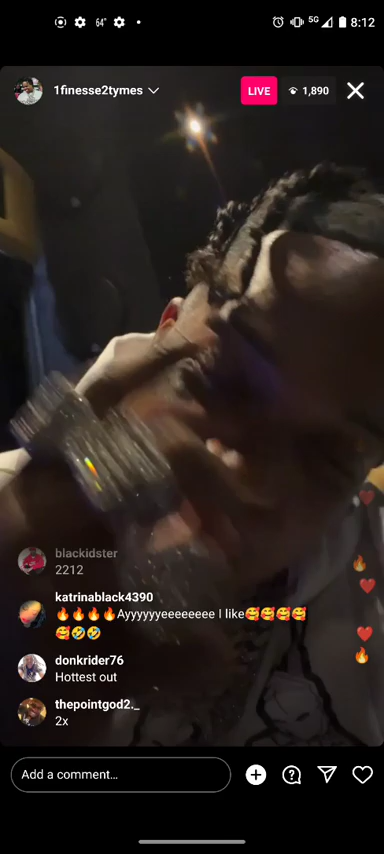 64° 5G 8:12
1finesse2tymes LIVE 1,890
blackidster
2212
katrinablack4390
🔥🔥🔥🔥Ayyyyyyeeeeeeee I like🥰🥰🥰🥰
🥰🤣🤣
donkrider76
Hottest out
thepointgod2._
2x
Add a comment...